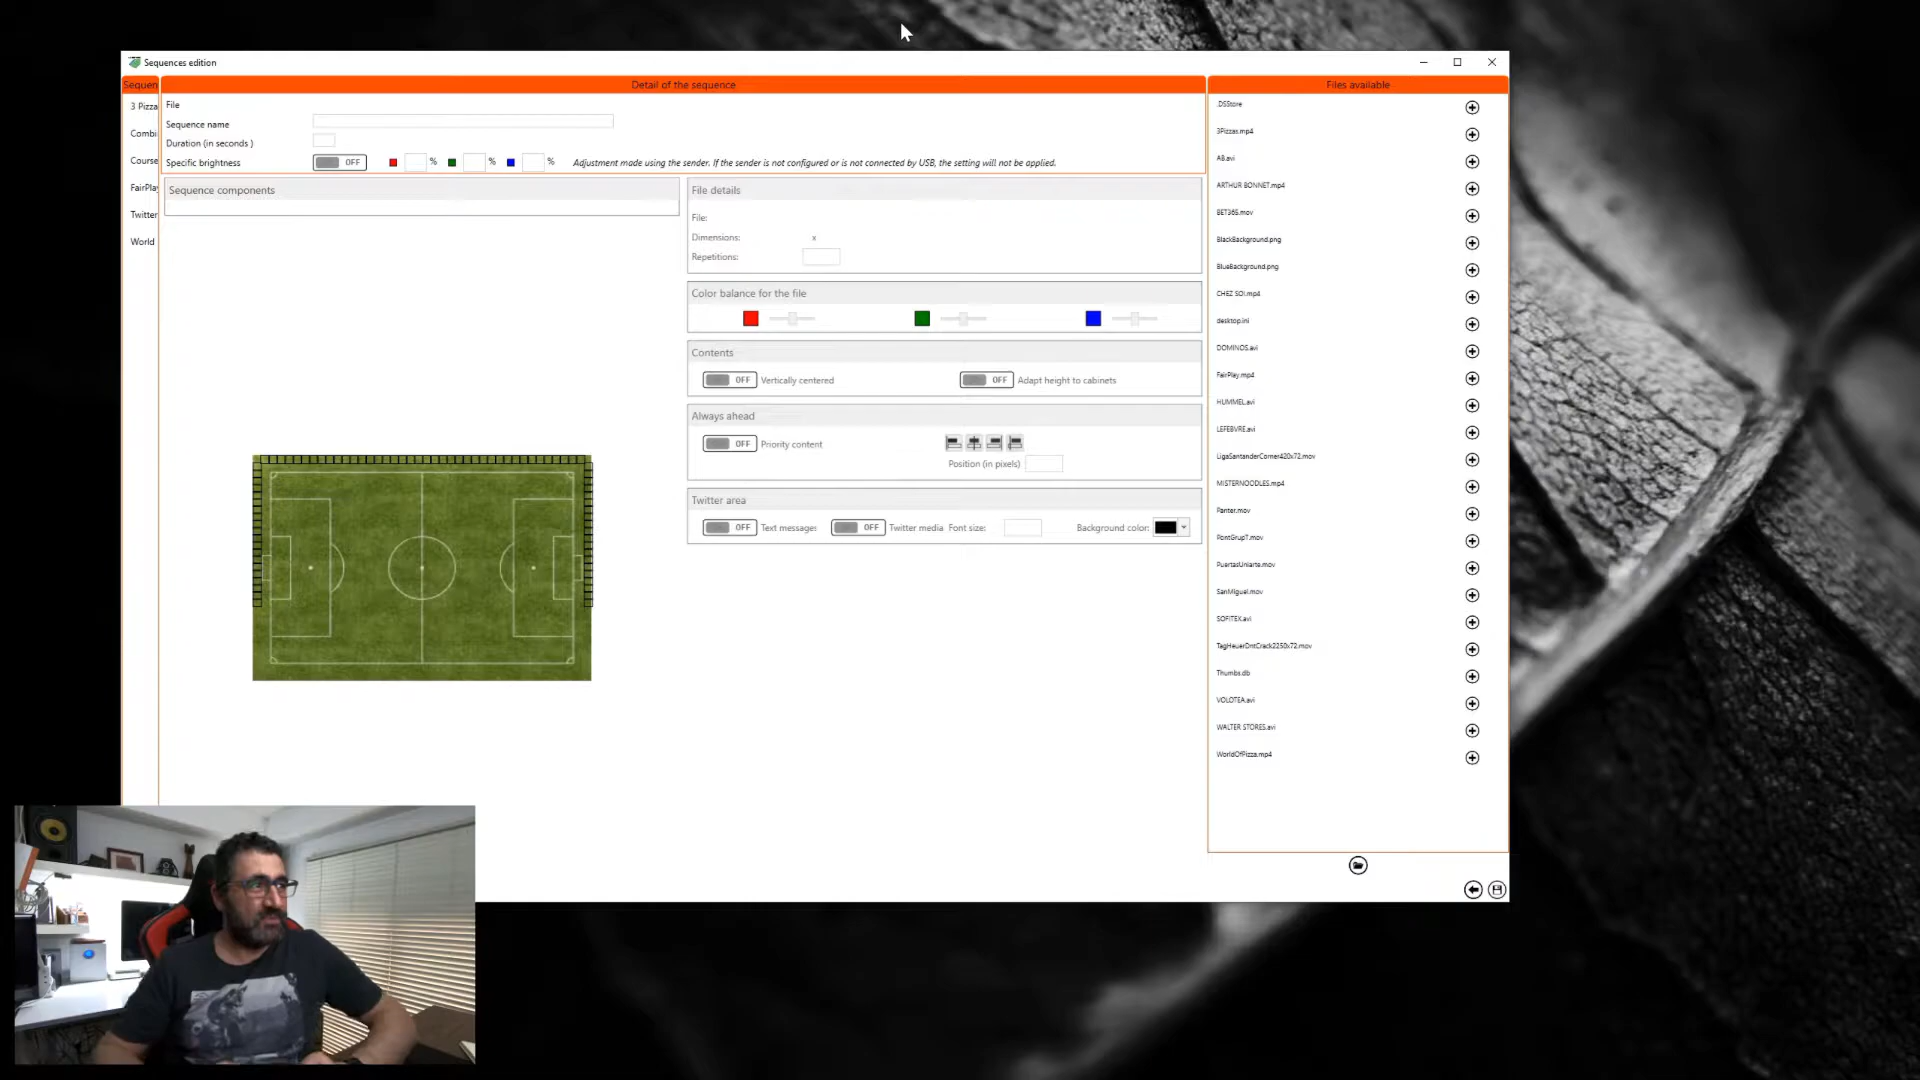 Sequences edition
Sequen
3 Pizza
Combi
Course
FairPlay
Twitter
World
Detail of the sequence
File
Sequence name
Duration (in seconds )
Specific brightness
OFF
%
%
%
Adjustment made using the sender. If the sender is not configured or is not connected by USB, the setting will not be applied.
Sequence components
File details
File:
Dimensions:
x
Repetitions:
Color balance for the file
Contents
OFF
Vertically centered
OFF
Adapt height to cabinets
Always ahead
OFF
Priority content
Position (in pixels)
Twitter area
OFF
Text messages
OFF
Twitter media
Font size:
Background color:
Files available
.DSStore
3Pizzas.mp4
AB.avi
ARTHUR BONNET.mp4
BET365.mov
BlackBackground.png
BlueBackground.png
CHEZ SOI.mp4
desktop.ini
DOMINOS.avi
FairPlay.mp4
HUMMEL.avi
LEFEBVRE.avi
LigaSantanderCorner420x72.mov
MISTERNOODLES.mp4
Panter.mov
PontGrupT.mov
PuertasUniarte.mov
SanMiguel.mov
SOFITEX.avi
TagHeuerDntCrack2250x72.mov
Thumbs.db
VOLOTEA.avi
WALTER STORES.avi
WorldOfPizza.mp4